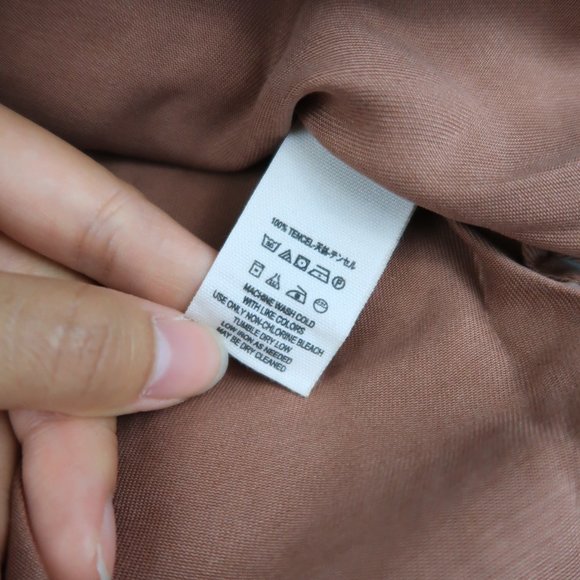 100% TENCEL·天絲·テンセル
MACHINE WASH COLD
WITH LIKE COLORS
USE ONLY NON-CHLORINE BLEACH
TUMBLE DRY LOW
LOW IRON AS NEEDED
MAY BE DRY CLEANED